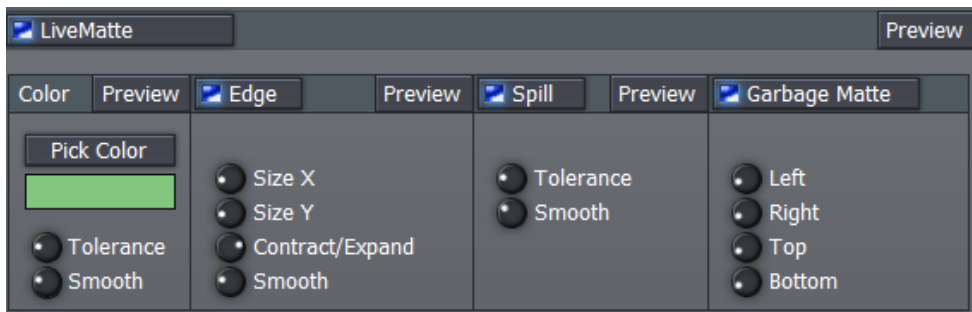 LiveMatte Preview
Color Preview Edge Preview Spill Preview Garbage Matte
Pick Color
Tolerance
Smooth
Size X
Size Y
Contract/Expand
Smooth
Tolerance
Smooth
Left
Right
Top
Bottom